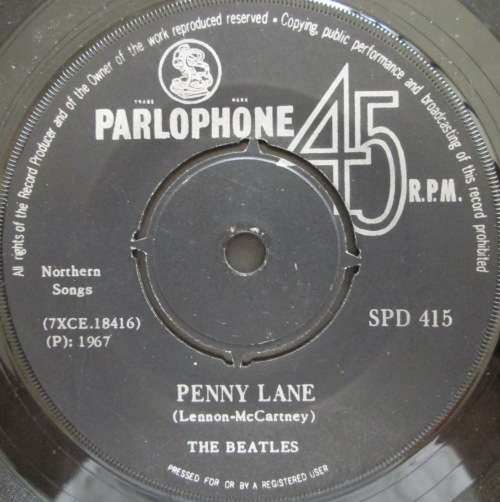 All rights of the Record Producer and of the Owner of the work reproduced reserved • Copying, public performance and broadcasting of this record prohibited
TRADE MARK
PARLOPHONE
45
R.P.M.
Northern
Songs
(7XCE.18416)
(P): 1967
SPD 415
PENNY LANE
(Lennon-McCartney)
THE BEATLES
PRESSED FOR OR BY A REGISTERED USER